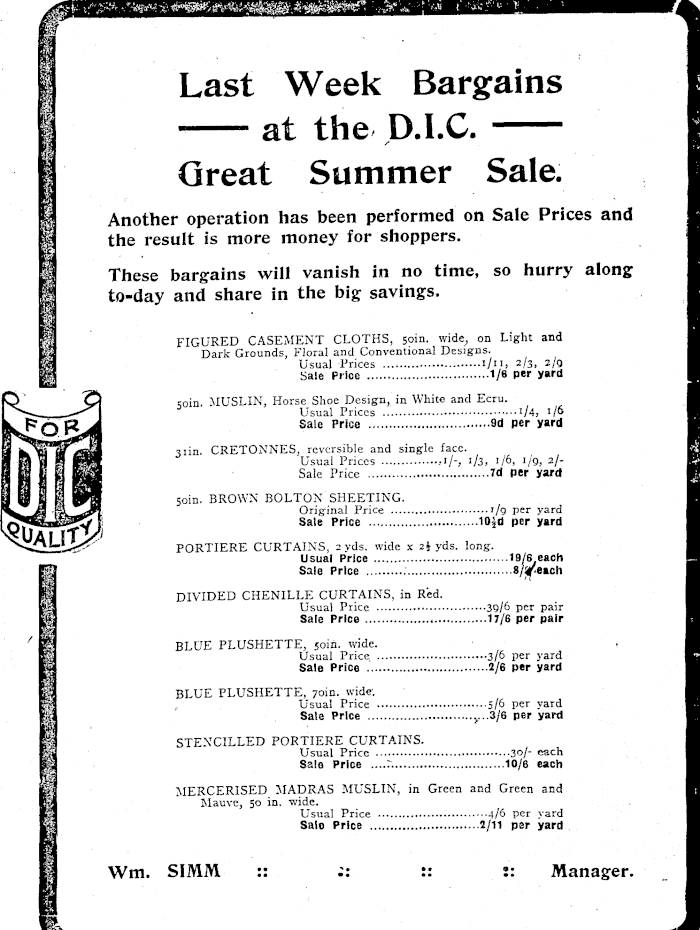 Last Week Bargains
at the D.I.C.
Great Summer Sale.
Another operation has been performed on Sale Prices and
the result is more money for shoppers.
These bargains will vanish in no time, so hurry along
to-day and share in the big savings.
FIGURED CASEMENT CLOTHS, 50in. wide, on Light and
Dark Grounds, Floral and Conventional Designs.
Usual Prices ........................1/11, 2/3, 2/9
Sale Price ..............................1/6 per yard
50in. MUSLIN, Horse Shoe Design, in White and Ecru.
Usual Prices .................................1/4, 1/6
Sale Price ..............................9d per yard
31in. CRETONNES, reversible and single face.
Usual Prices ..............1/-, 1/3, 1/6, 1/9, 2/-
Sale Price ..............................7d per yard
50in. BROWN BOLTON SHEETING.
Original Price ........................1/9 per yard
Sale Price ...........................10½d per yard
PORTIERE CURTAINS, 2 yds. wide x 2½ yds. long.
Usual Price .................................19/6 each
Sale Price ....................................8/ each
DIVIDED CHENILLE CURTAINS, in Red.
Usual Price ...........................39/6 per pair
Sale Price .............................17/6 per pair
BLUE PLUSHETTE, 50in. wide.
Usual Price ...........................3/6 per yard
Sale Price ..............................2/6 per yard
BLUE PLUSHETTE, 70in. wide.
Usual Price ...........................5/6 per yard
Sale Price ..............................3/6 per yard
STENCILLED PORTIERE CURTAINS.
Usual Price .................................30/- each
Sale Price .................................10/6 each
MERCERISED MADRAS MUSLIN, in Green and Green and
Mauve, 50 in. wide.
Usual Price ...........................4/6 per yard
Sale Price ...........................2/11 per yard
FOR
DIC
QUALITY
Wm. SIMM :: :: :: :: Manager.